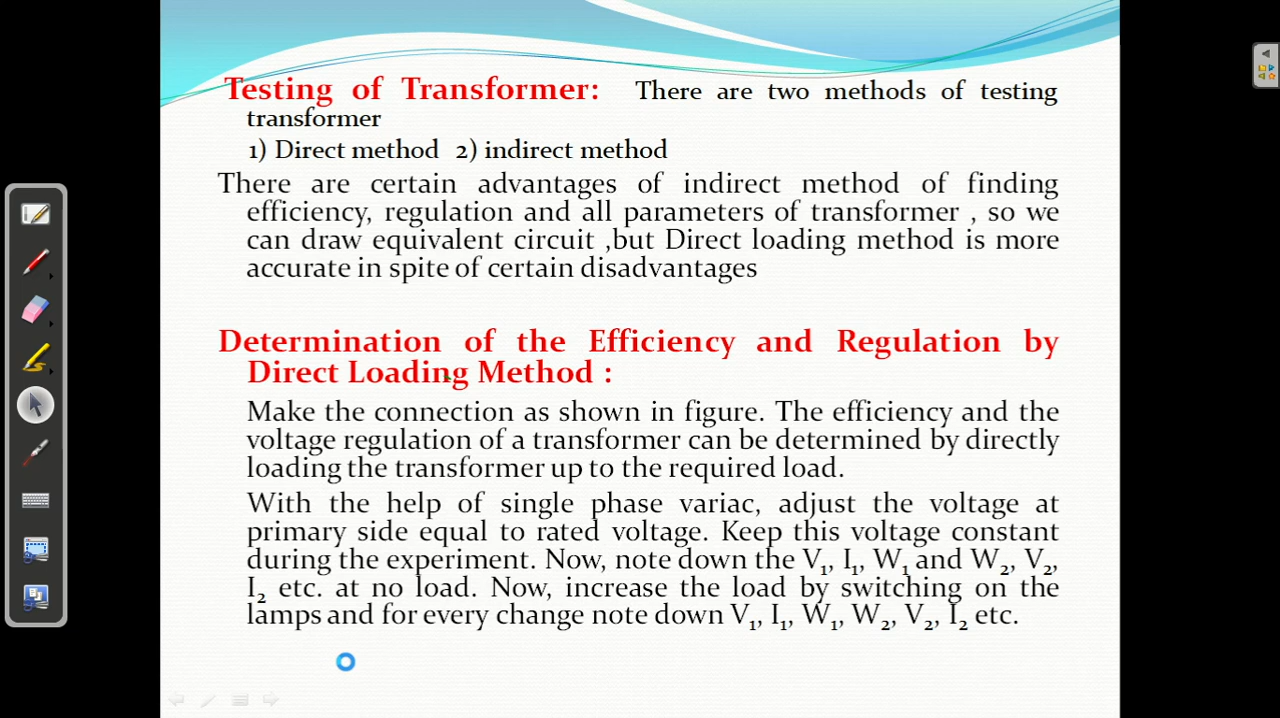 Testing of Transformer: There are two methods of testing
transformer
1) Direct method 2) indirect method
There are certain advantages of indirect method of finding
efficiency, regulation and all parameters of transformer , so we
can draw equivalent circuit ,but Direct loading method is more
accurate in spite of certain disadvantages
Determination of the Efficiency and Regulation by
Direct Loading Method :
Make the connection as shown in figure. The efficiency and the
voltage regulation of a transformer can be determined by directly
loading the transformer up to the required load.
With the help of single phase variac, adjust the voltage at
primary side equal to rated voltage. Keep this voltage constant
during the experiment. Now, note down the V₁, I₁, W₁ and W₂, V₂,
I₂ etc. at no load. Now, increase the load by switching on the
lamps and for every change note down V₁, I₁, W₁, W₂, V₂, I₂ etc.